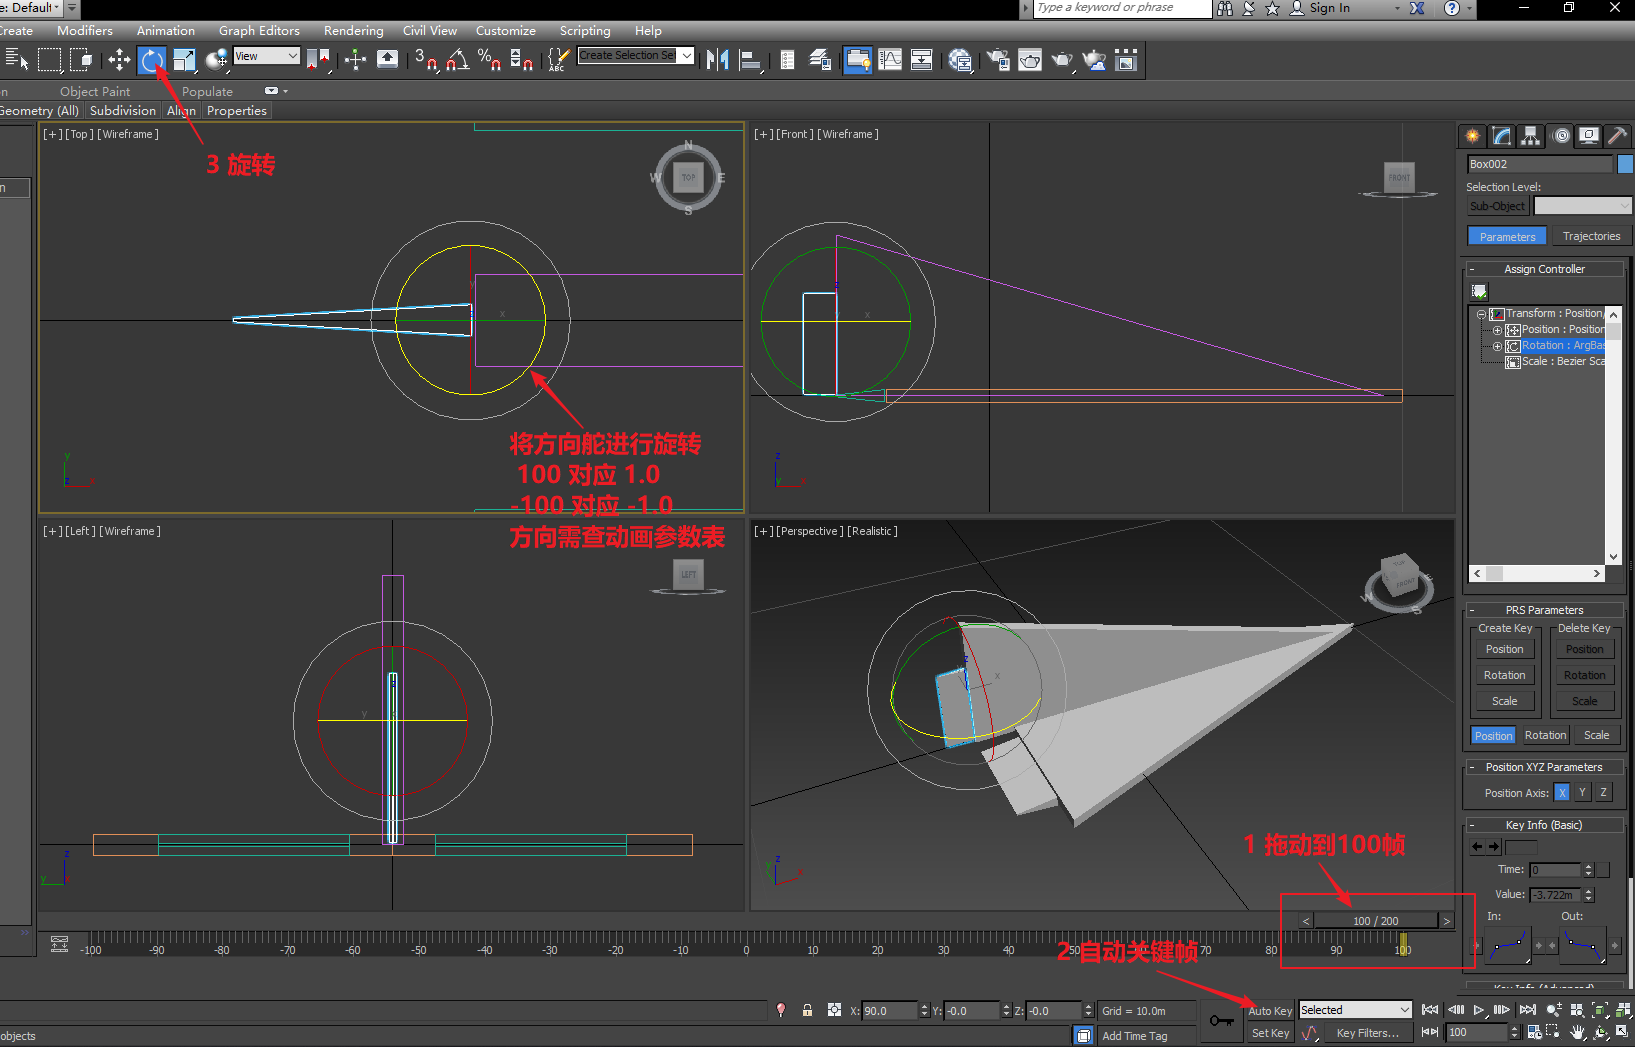 e: Default
Type a keyword or phrase
Sign In
Create Modifiers Animation Graph Editors Rendering Civil View Customize Scripting Help
View
3
%
ABC
Create Selection Se
Object Paint
Populate
Geometry (All) Subdivision Align Properties
3 旋转
[+] [Top] [Wireframe]
N
W TOP E
S
y
x
将方向舵进行旋转
100 对应 1.0
-100 对应 -1.0
方向需查动画参数表
[+] [Front] [Wireframe]
FRONT
z
x
[+] [Left] [Wireframe]
LEFT
y
z
y
[+] [Perspective] [Realistic]
TOP
FRONT
W
S
z
x
1 拖动到100帧
2 自动关键帧
Box002
Selection Level:
Sub-Object
Parameters Trajectories
- Assign Controller
Transform : Position
Position : Position
Rotation : ArgBas
Scale : Bezier Sca
- PRS Parameters
Create Key Delete Key
Position Position
Rotation Rotation
Scale Scale
Position Rotation Scale
- Position XYZ Parameters
Position Axis: X Y Z
- Key Info (Basic)
Time: 0
Value: -3.722m
In: Out:
Key Info (Advanced)
< 100 / 200 >
-100 -90 -80 -70 -60 -50 -40 -30 -20 -10 0 10 20 30 40 50 60 70 80 90 100
X: 90.0 Y: -0.0 Z: -0.0 Grid = 10.0m
Auto Key Selected
objects
Add Time Tag
Set Key Key Filters... 100